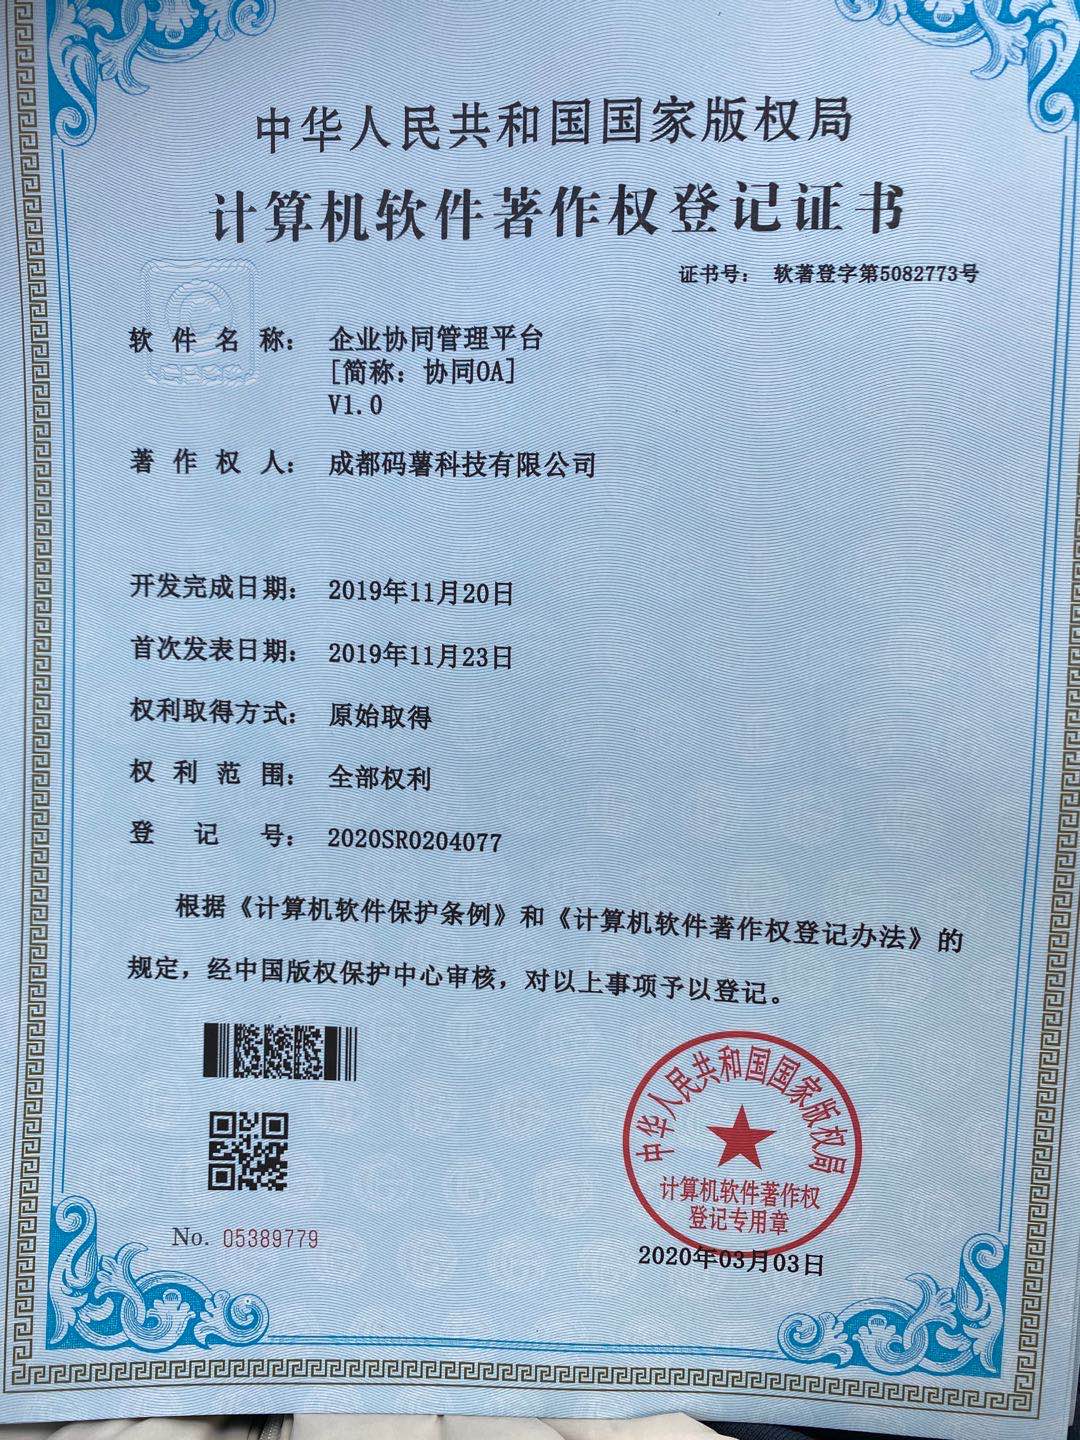 中华人民共和国国家版权局
计算机软件著作权登记证书
证书号： 软著登字第5082773号
软件名称： 企业协同管理平台
[简称：协同OA]
V1.0
著作权人： 成都码薯科技有限公司
开发完成日期： 2019年11月20日
首次发表日期： 2019年11月23日
权利取得方式： 原始取得
权利范围： 全部权利
登记号： 2020SR0204077
根据《计算机软件保护条例》和《计算机软件著作权登记办法》的
规定，经中国版权保护中心审核，对以上事项予以登记。
中华人民共和国国家版权局
计算机软件著作权
登记专用章
No. 05389779
2020年03月03日